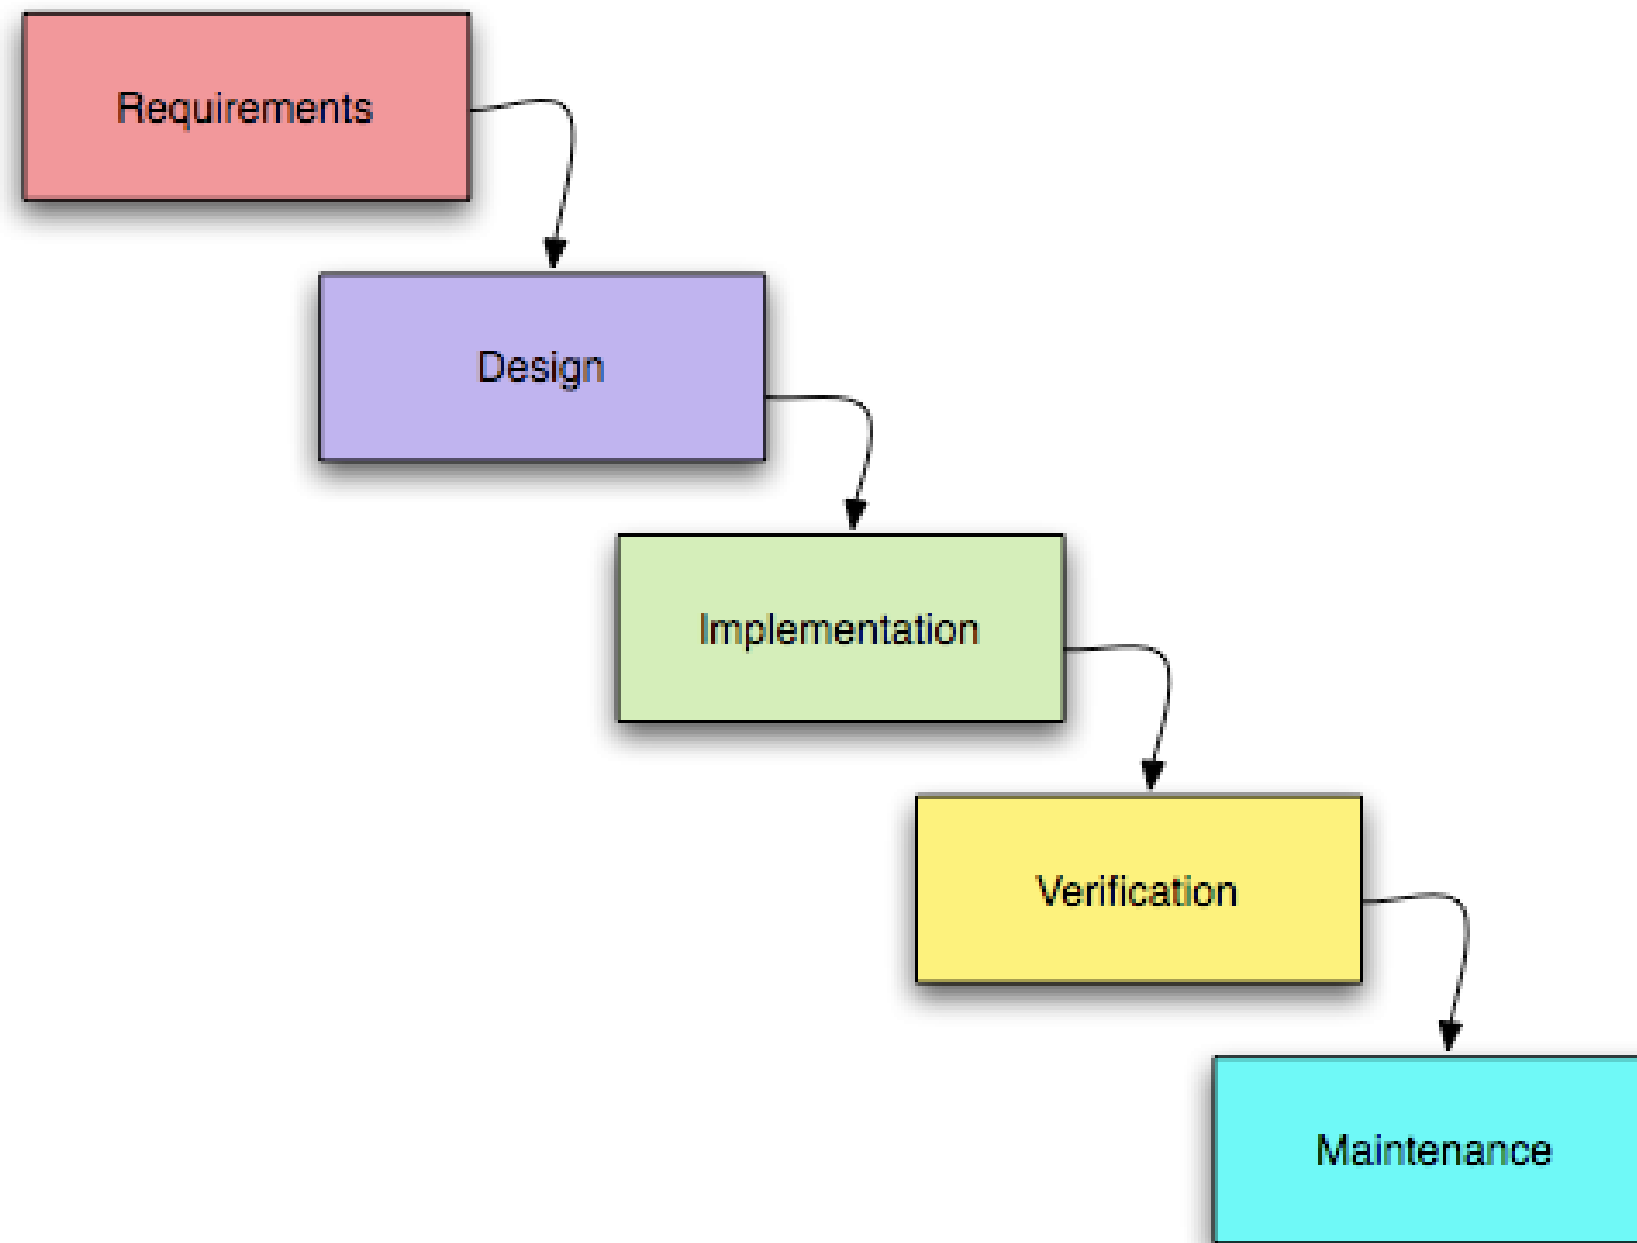 Requirements
Design
Implementation
Verification
Maintenance